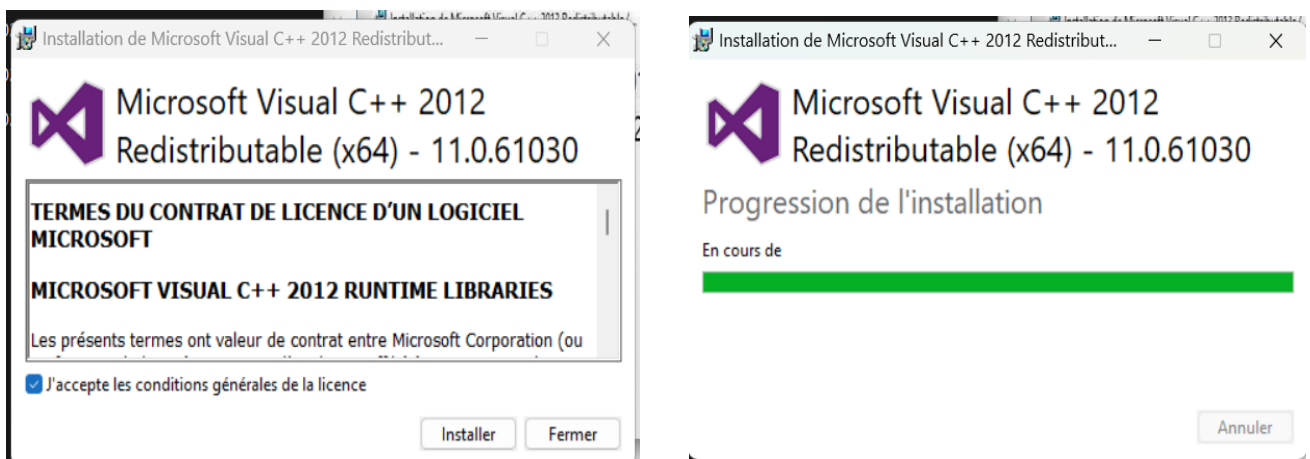 Installation de Microsoft Visual C++ 2012 Redistribut...
Microsoft Visual C++ 2012
Redistributable (x64) - 11.0.61030
TERMES DU CONTRAT DE LICENCE D'UN LOGICIEL
MICROSOFT
MICROSOFT VISUAL C++ 2012 RUNTIME LIBRARIES
Les présents termes ont valeur de contrat entre Microsoft Corporation (ou
J'accepte les conditions générales de la licence
Installer Fermer
Installation de Microsoft Visual C++ 2012 Redistribut...
Microsoft Visual C++ 2012
Redistributable (x64) - 11.0.61030
Progression de l'installation
En cours de
Annuler